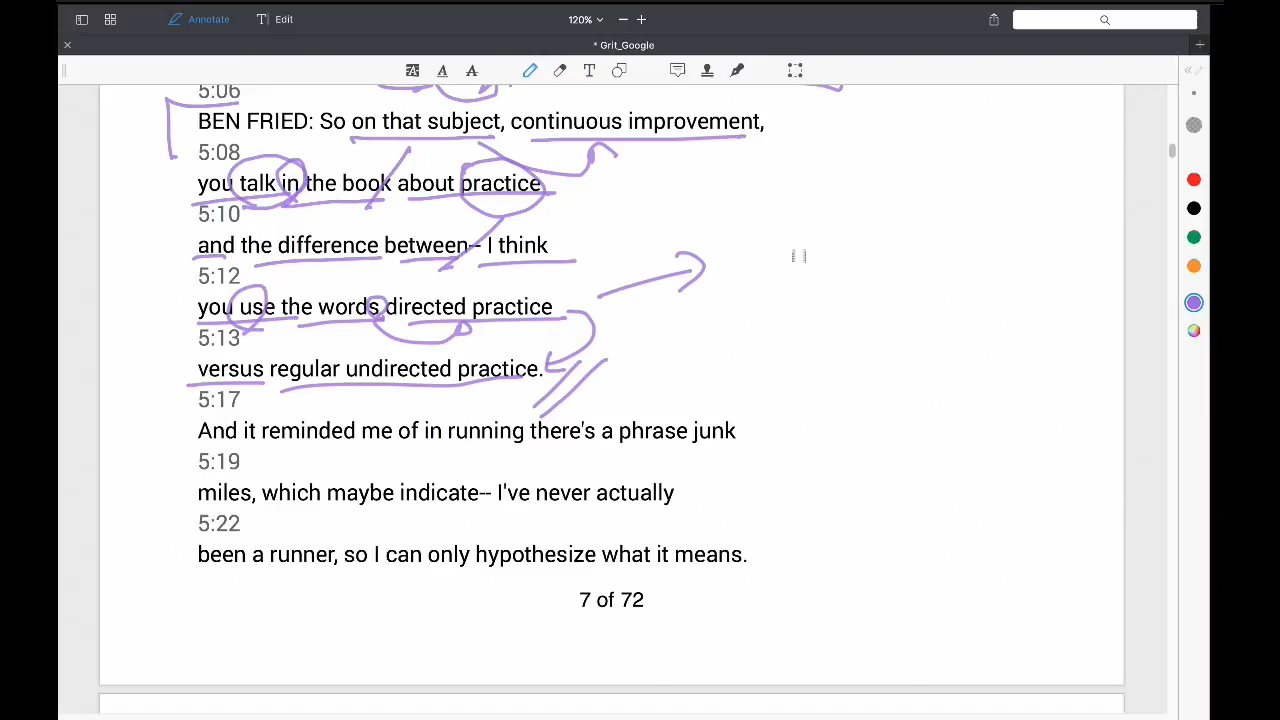 Annotate
Edit
120%
* Grit_Google
5:06
BEN FRIED: So on that subject, continuous improvement,
5:08
you talk in the book about practice
5:10
and the difference between-- I think
5:12
you use the words directed practice
5:13
versus regular undirected practice.
5:17
And it reminded me of in running there's a phrase junk
5:19
miles, which maybe indicate-- I've never actually
5:22
been a runner, so I can only hypothesize what it means.
7 of 72